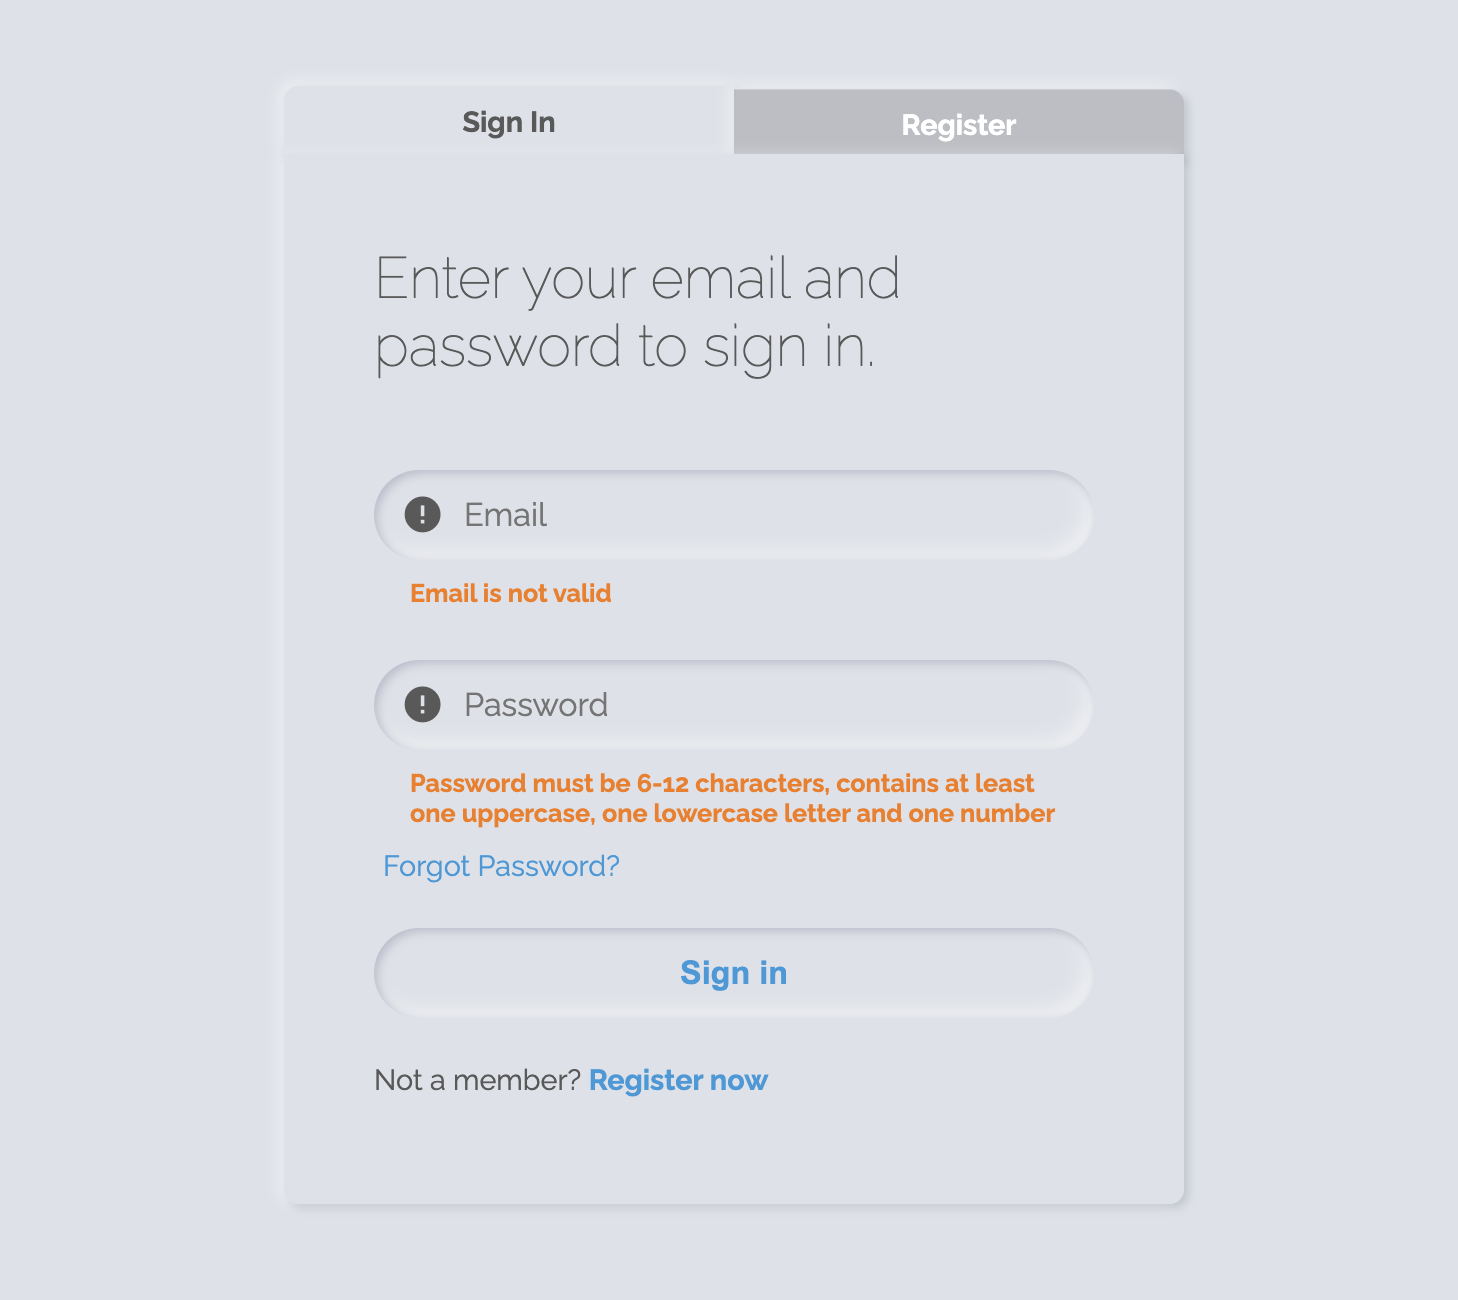 Sign In
Register
Enter your email and
password to sign in.
Email
Email is not valid
Password
Password must be 6-12 characters, contains at least
one uppercase, one lowercase letter and one number
Forgot Password?
Sign in
Not a member? Register now